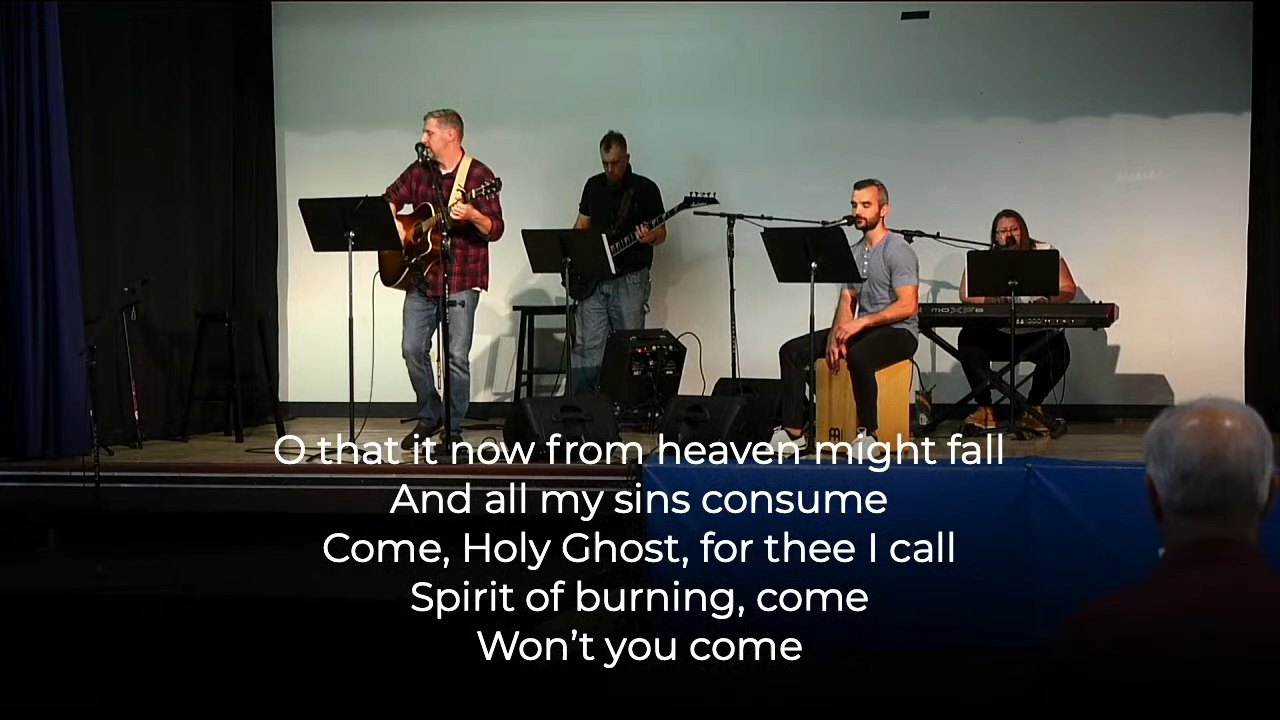 MOXF8
O that it now from heaven might fall
And all my sins consume
Come, Holy Ghost, for thee I call
Spirit of burning, come
Won’t you come